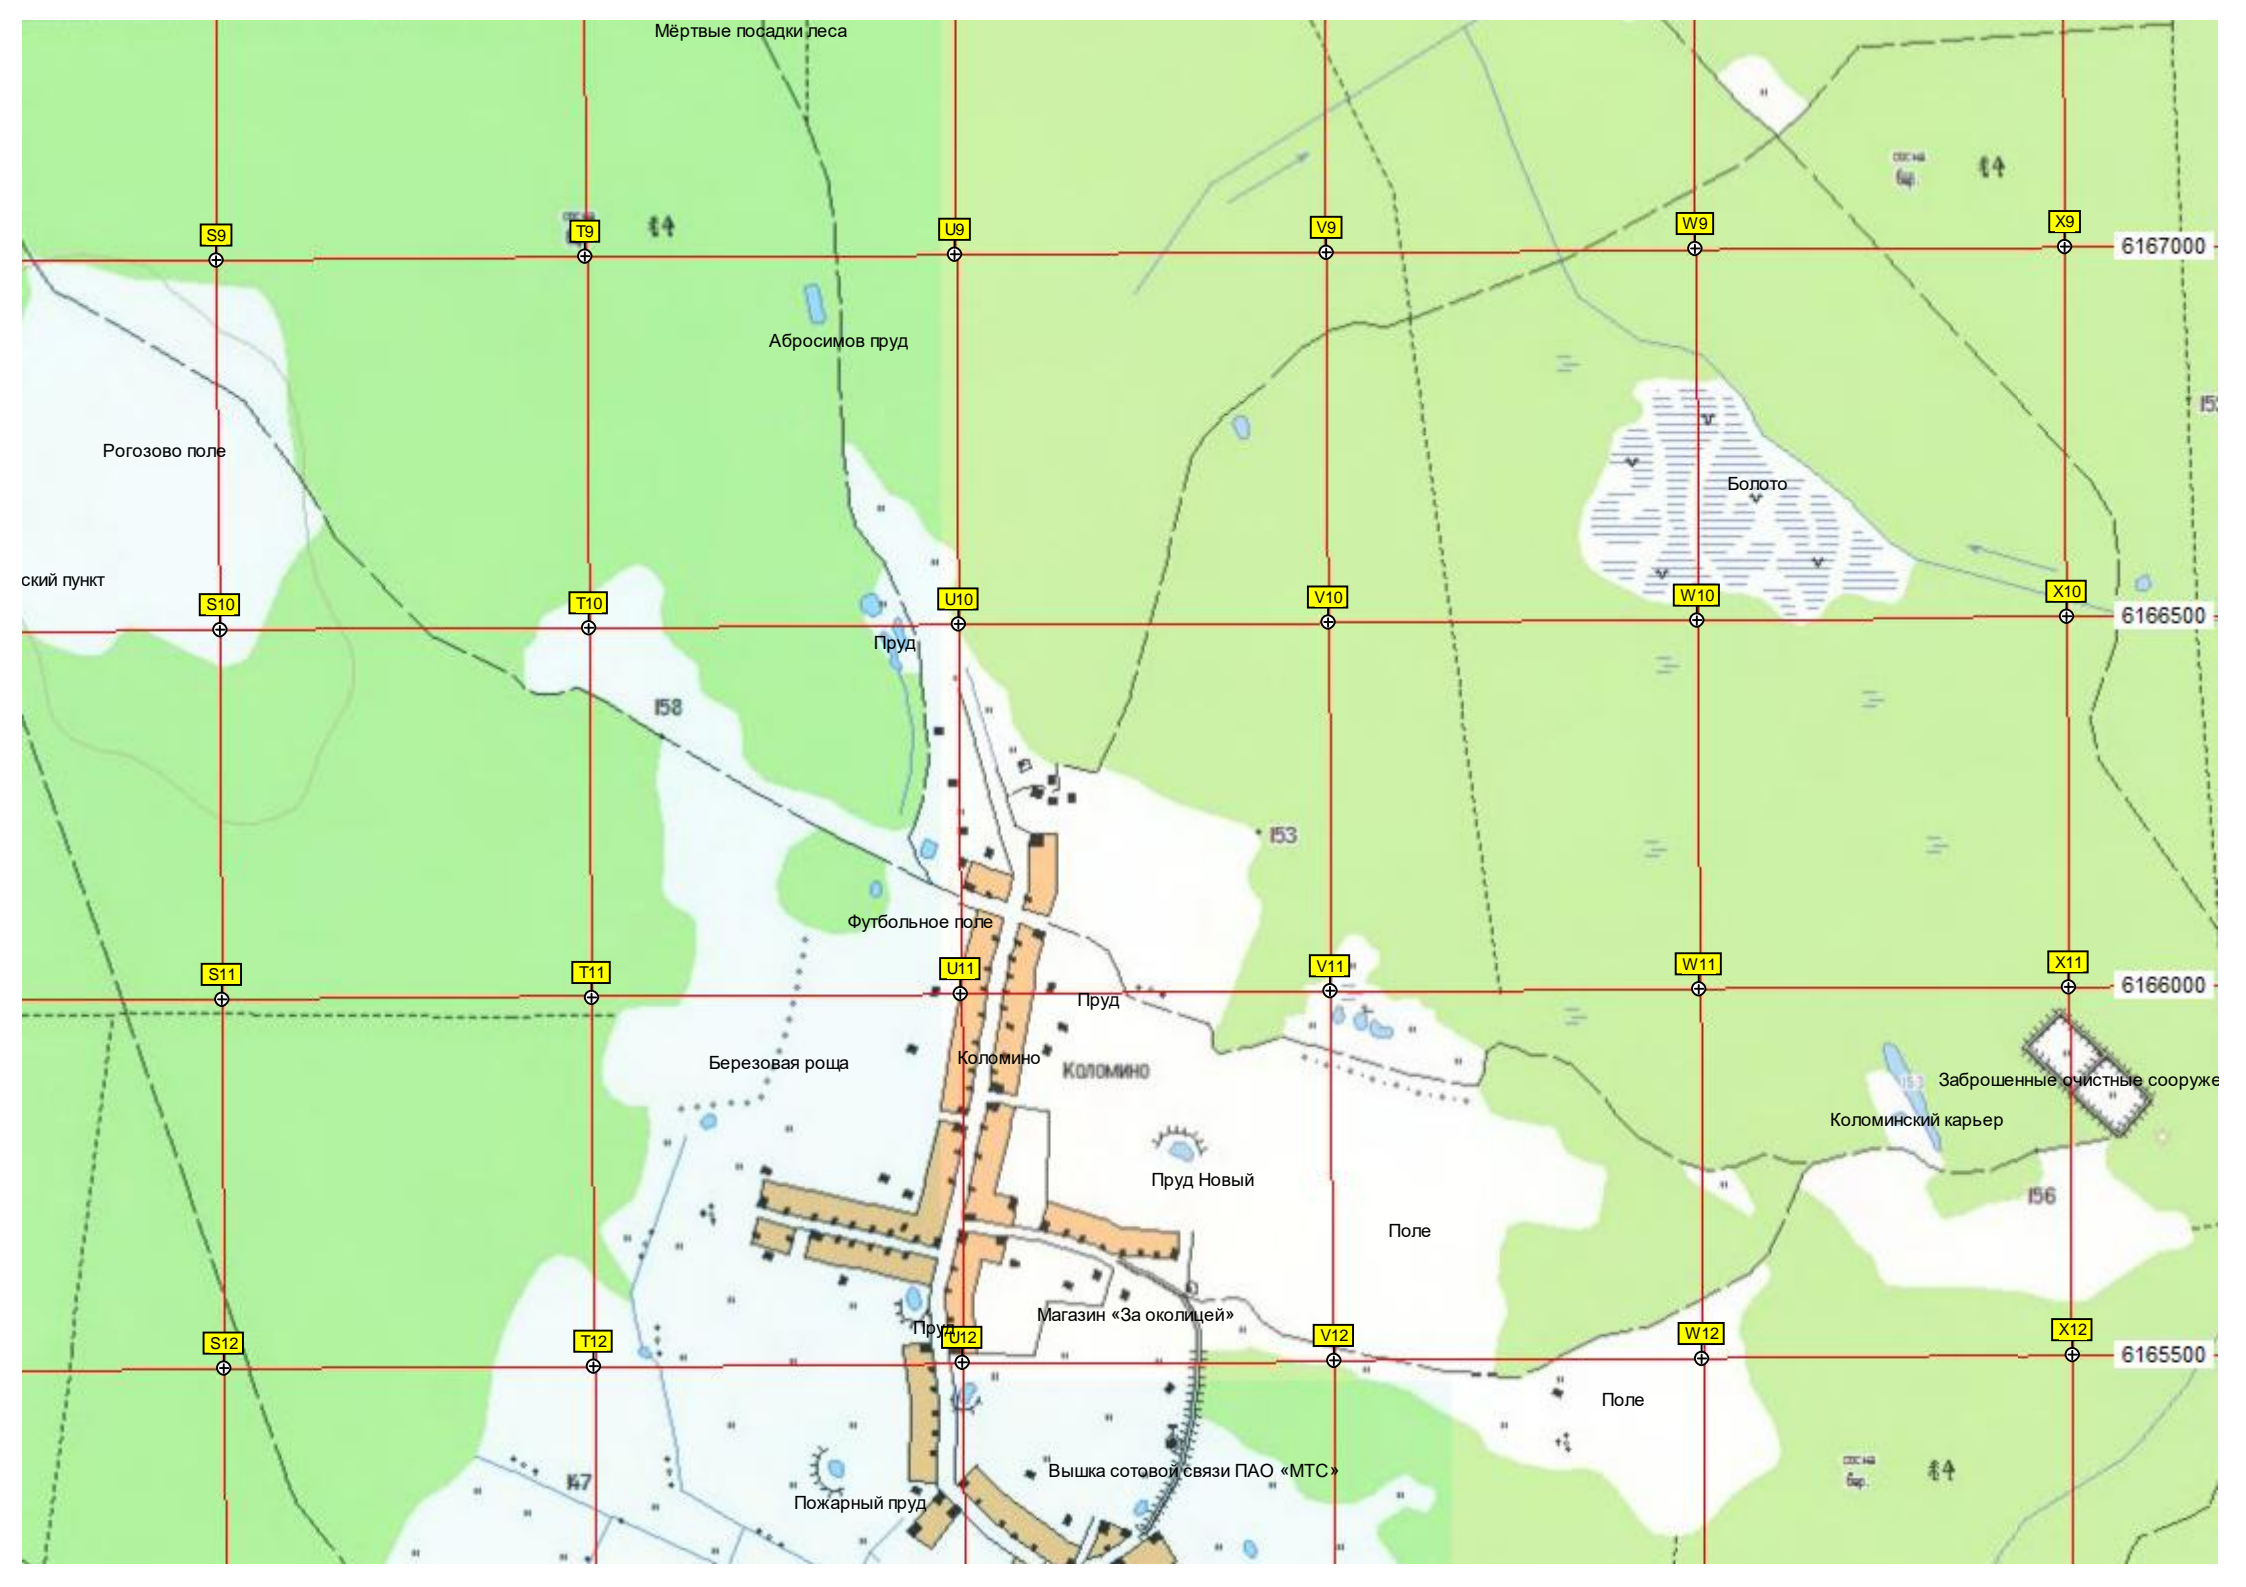 Мёртвые посадки леса
сосна
S9
T9
U9
V9
W9
X9
6167000
Абросимов пруд
Рогозово поле
Болото
ский пункт
S10
T10
U10
V10
W10
X10
6166500
Пруд
158
153
Футбольное поле
S11
T11
U11
V11
W11
X11
6166000
Пруд
Березовая роща
Коломино
Коломино
153
Заброшенные очистные сооруже
Коломинский карьер
Пруд Новый
156
Поле
Магазин «За околицей»
Пруд
S12
T12
U12
V12
W12
X12
6165500
Поле
Вышка сотовой связи ПАО «МТС»
147
Пожарный пруд
сосна